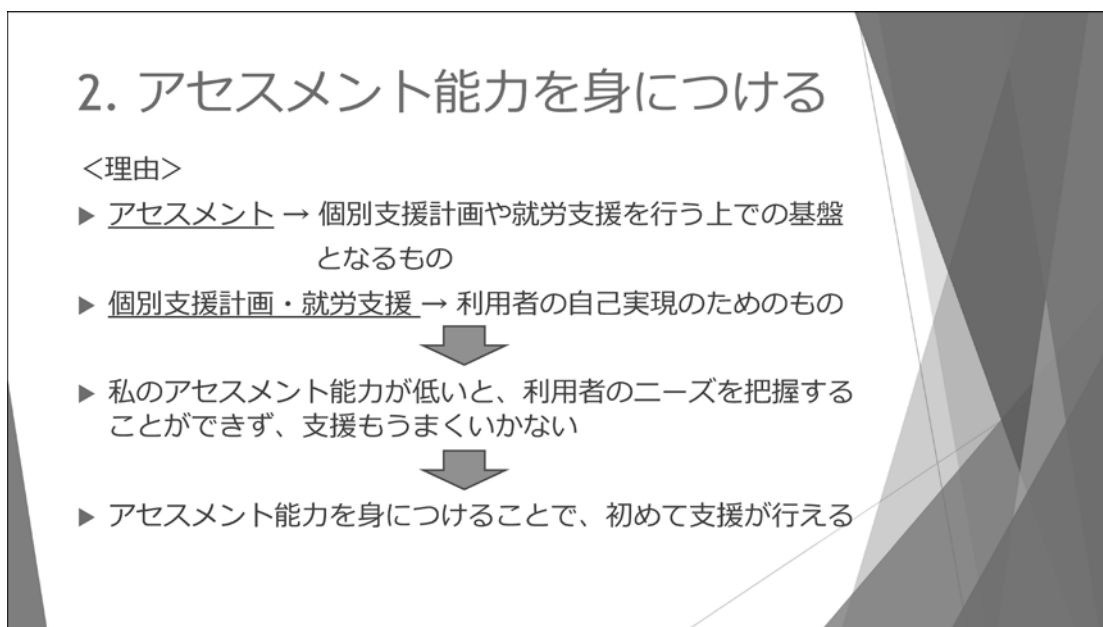 2. アセスメント能力を身につける
＜理由＞
アセスメント → 個別支援計画や就労支援を行う上での基盤
となるもの
個別支援計画・就労支援 → 利用者の自己実現のためのもの
私のアセスメント能力が低いと、利用者のニーズを把握する
ことができず、支援もうまくいかない
アセスメント能力を身につけることで、初めて支援が行える